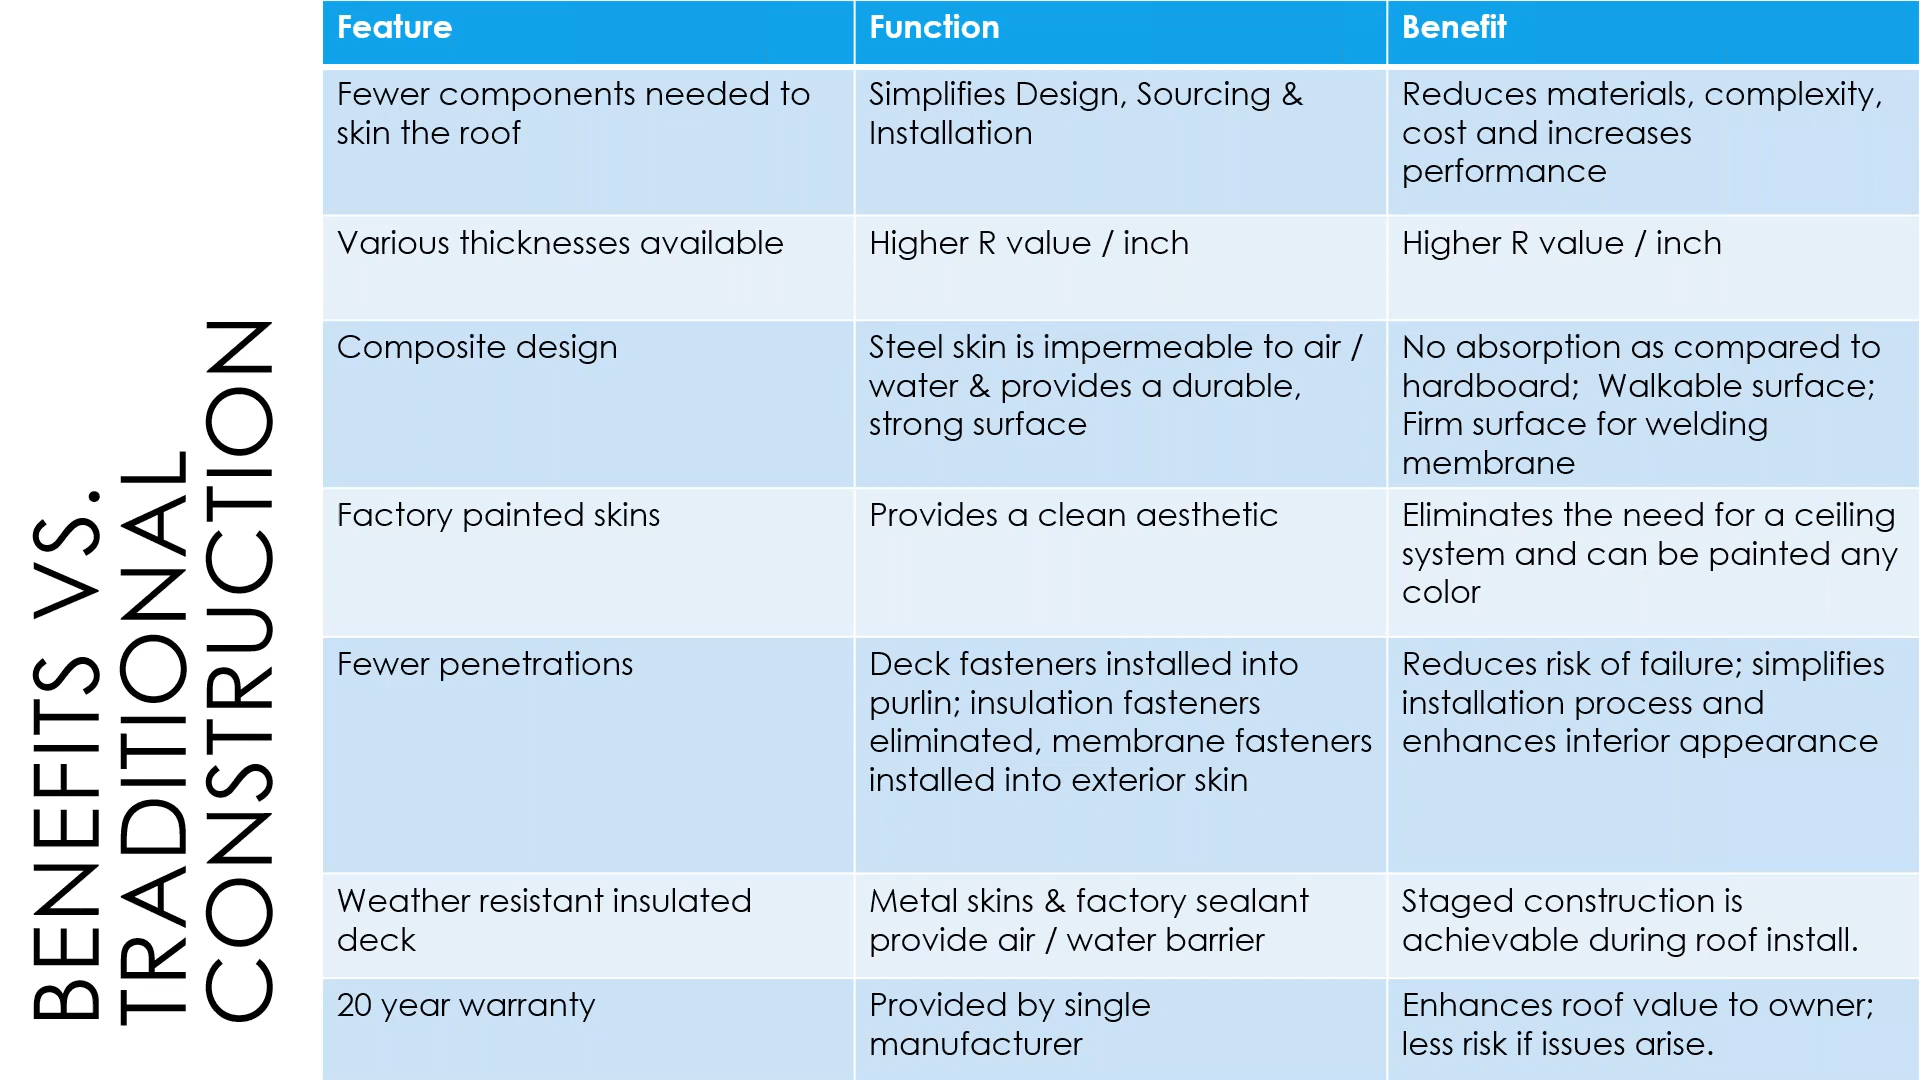 BENEFITS VS.
TRADITIONAL
CONSTRUCTION
Feature
Function
Benefit
Fewer components needed to
skin the roof
Simplifies Design, Sourcing &
Installation
Reduces materials, complexity,
cost and increases
performance
Various thicknesses available
Higher R value / inch
Higher R value / inch
Composite design
Steel skin is impermeable to air /
water & provides a durable,
strong surface
No absorption as compared to
hardboard;  Walkable surface;
Firm surface for welding
membrane
Factory painted skins
Provides a clean aesthetic
Eliminates the need for a ceiling
system and can be painted any
color
Fewer penetrations
Deck fasteners installed into
purlin; insulation fasteners
eliminated, membrane fasteners
installed into exterior skin
Reduces risk of failure; simplifies
installation process and
enhances interior appearance
Weather resistant insulated
deck
Metal skins & factory sealant
provide air / water barrier
Staged construction is
achievable during roof install.
20 year warranty
Provided by single
manufacturer
Enhances roof value to owner;
less risk if issues arise.